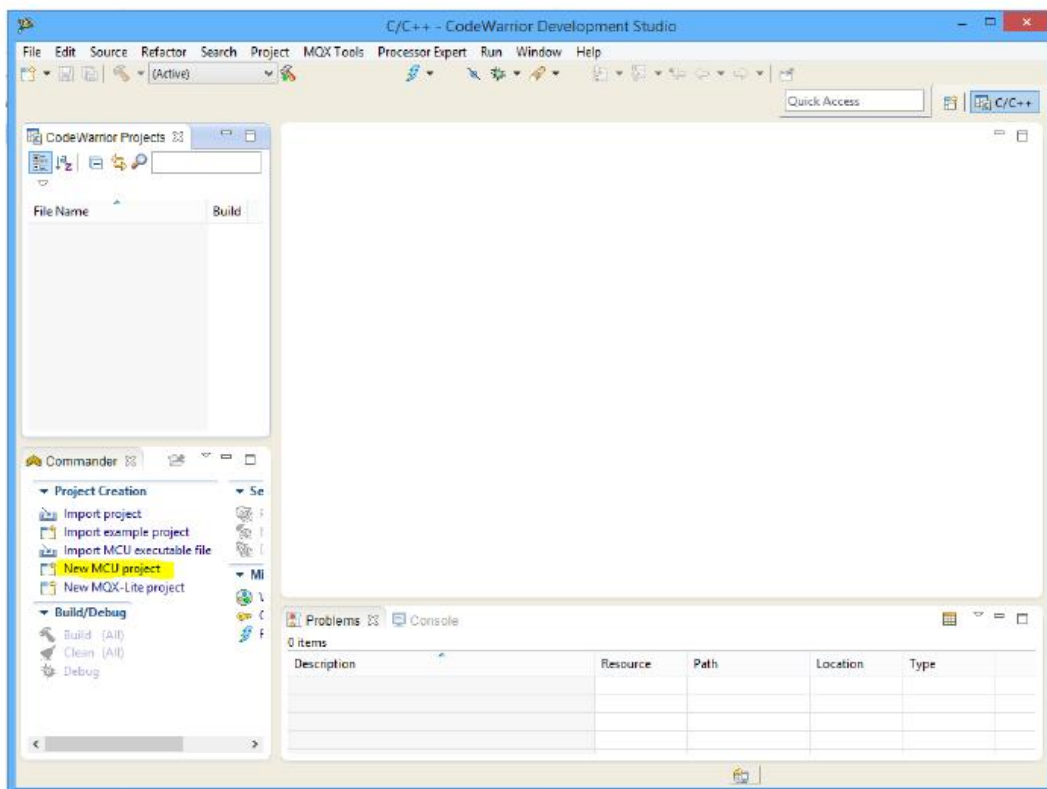 C/C++ - CodeWarrior Development Studio
File Edit Source Refactor Search Project MQX Tools Processor Expert Run Window Help
(Active)
Quick Access
C/C++
CodeWarrior Projects
File Name Build
Commander
Project Creation
Import project
Import example project
Import MCU executable file
New MCU project
New MQX-Lite project
Build/Debug
Build (All)
Clean (All)
Debug
Se
Mi
Problems Console
0 items
Description Resource Path Location Type